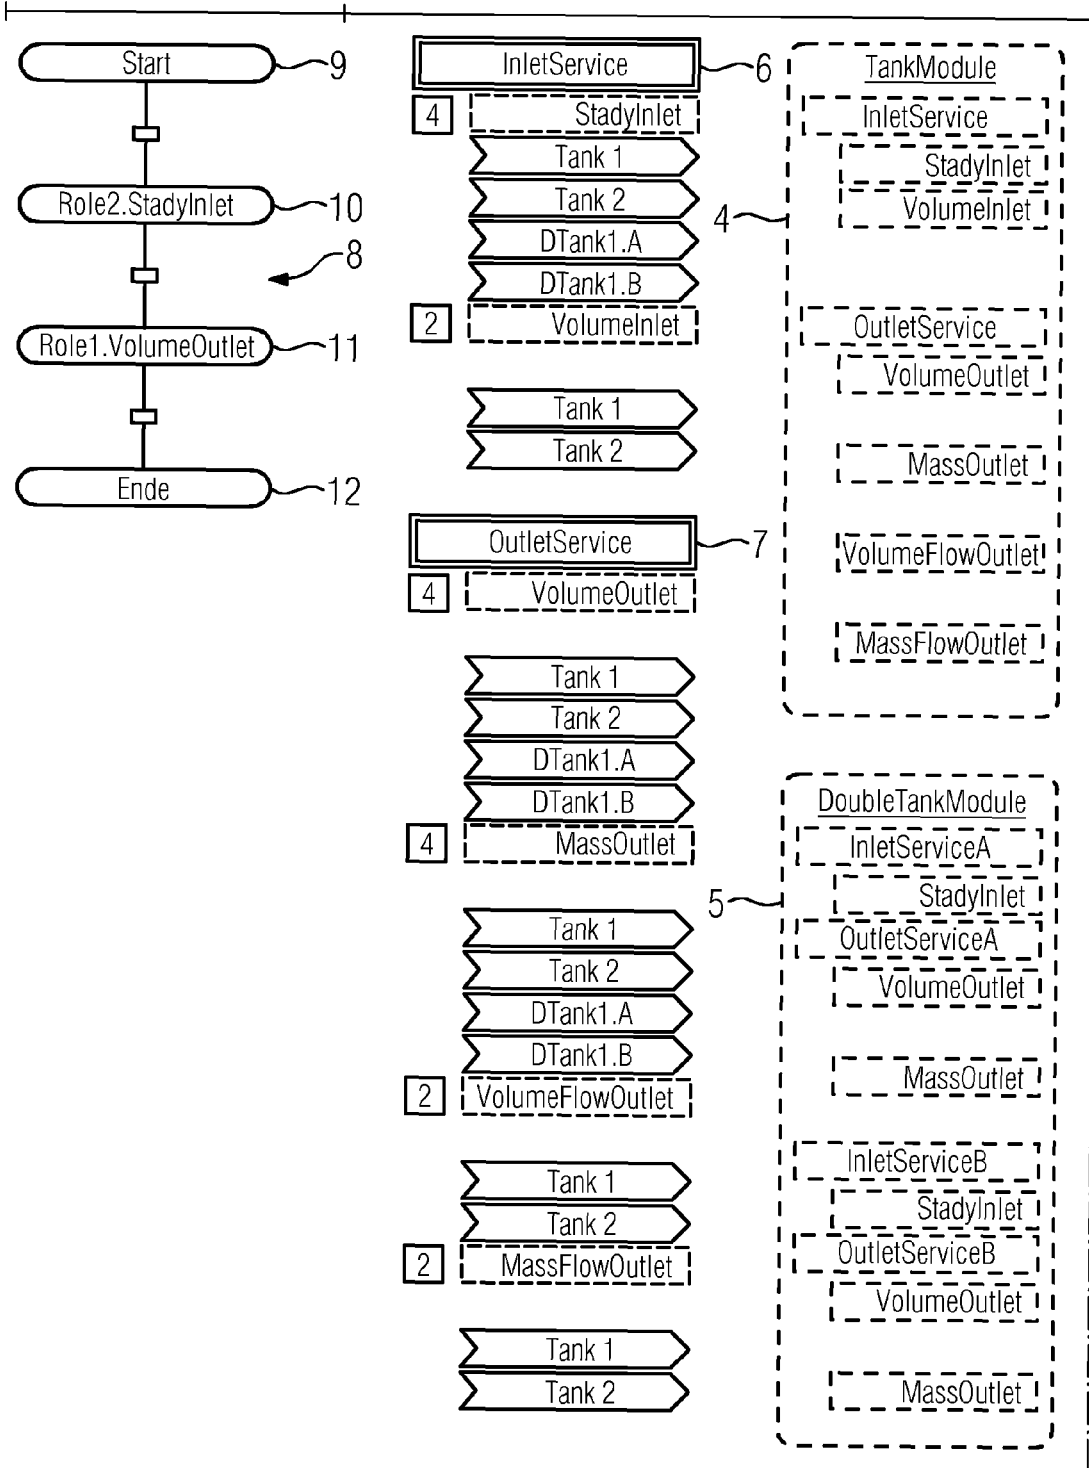 Start
9
Role2.StadyInlet
10
8
Role1.VolumeOutlet
11
Ende
12
InletService
6
4
StadyInlet
Tank 1
Tank 2
DTank1.A
DTank1.B
2
VolumeInlet
Tank 1
Tank 2
OutletService
7
4
VolumeOutlet
Tank 1
Tank 2
DTank1.A
DTank1.B
4
MassOutlet
Tank 1
Tank 2
DTank1.A
DTank1.B
2
VolumeFlowOutlet
Tank 1
Tank 2
2
MassFlowOutlet
Tank 1
Tank 2
4
TankModule
InletService
StadyInlet
VolumeInlet
OutletService
VolumeOutlet
MassOutlet
VolumeFlowOutlet
MassFlowOutlet
5
DoubleTankModule
InletServiceA
StadyInlet
OutletServiceA
VolumeOutlet
MassOutlet
InletServiceB
StadyInlet
OutletServiceB
VolumeOutlet
MassOutlet